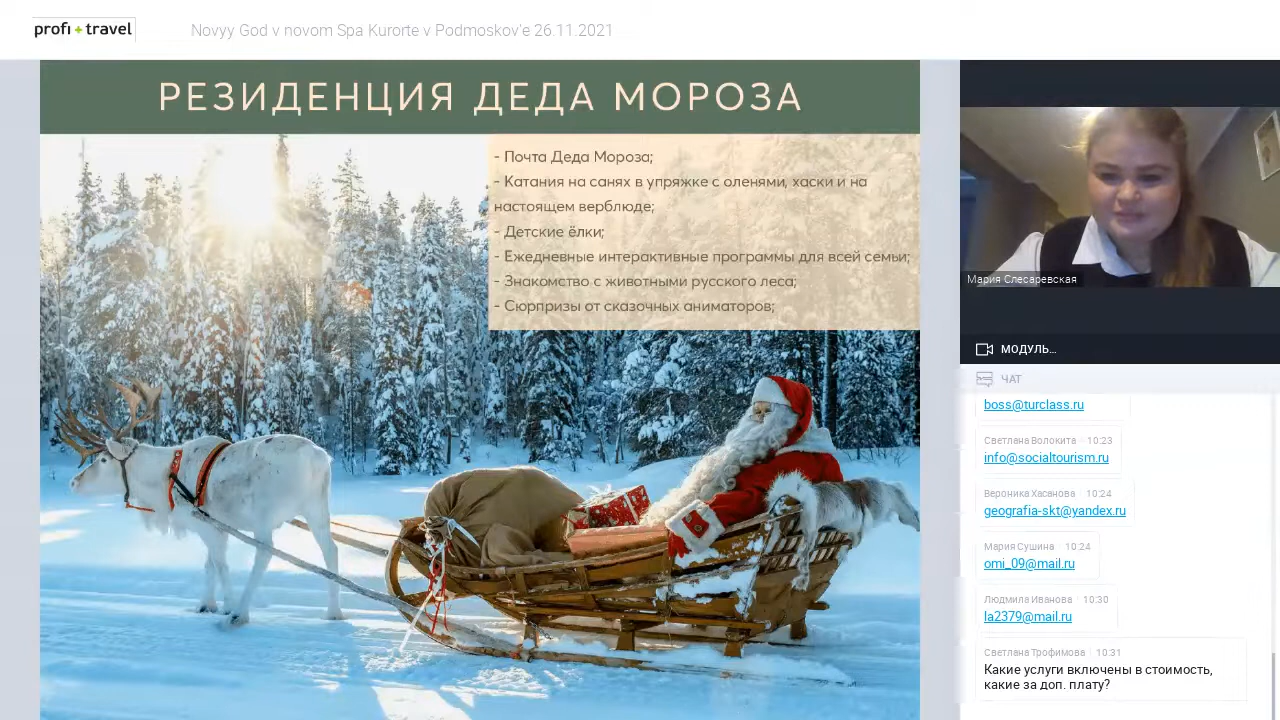 profi + travel
Novyy God v novom Spa Kurorte v Podmoskov'e 26.11.2021
РЕЗИДЕНЦИЯ ДЕДА МОРОЗА
- Почта Деда Мороза;
- Катания на санях в упряжке с оленями, хаски и на
настоящем верблюде;
- Детские ёлки;
- Ежедневные интерактивные программы для всей семьи;
- Знакомство с животными русского леса;
- Сюрпризы от сказочных аниматоров;
Мария Слесаревская
МОДУЛЬ...
ЧАТ
boss@turclass.ru
Светлана Волокита 10:23
info@socialtourism.ru
Вероника Хасанова 10:24
geografia-skt@yandex.ru
Мария Сушина 10:24
omi_09@mail.ru
Людмила Иванова 10:30
la2379@mail.ru
Светлана Трофимова 10:31
Какие услуги включены в стоимость,
какие за доп. плату?